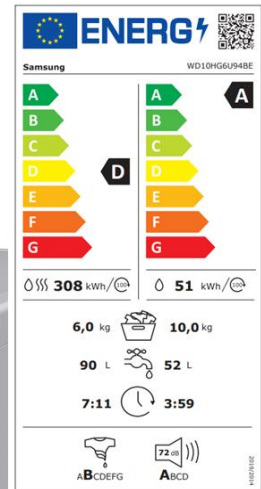 ENERG
Samsung WD10HG6U94BE
A A A
B B
C C
D D D
E E
F F
G G
308 kWh/100 51 kWh/100
6,0 kg 10,0 kg
90 L 52 L
7:11 3:59
72 dB
ABCDEFG ABCD
2019/2014